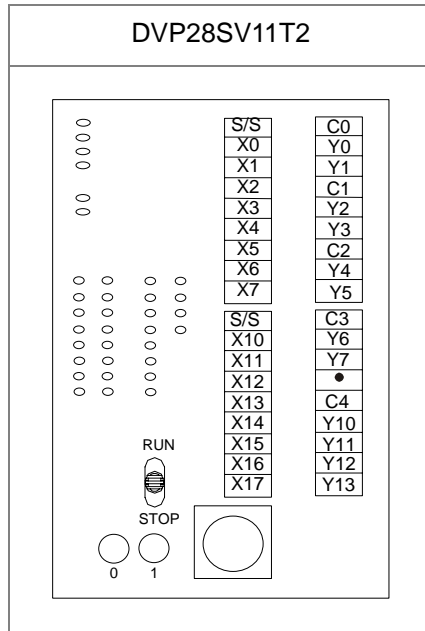 DVP28SV11T2
S/S
X0
X1
X2
X3
X4
X5
X6
X7
S/S
X10
X11
X12
X13
X14
X15
X16
X17
C0
Y0
Y1
C1
Y2
Y3
C2
Y4
Y5
C3
Y6
Y7
●
C4
Y10
Y11
Y12
Y13
RUN
STOP
0 1